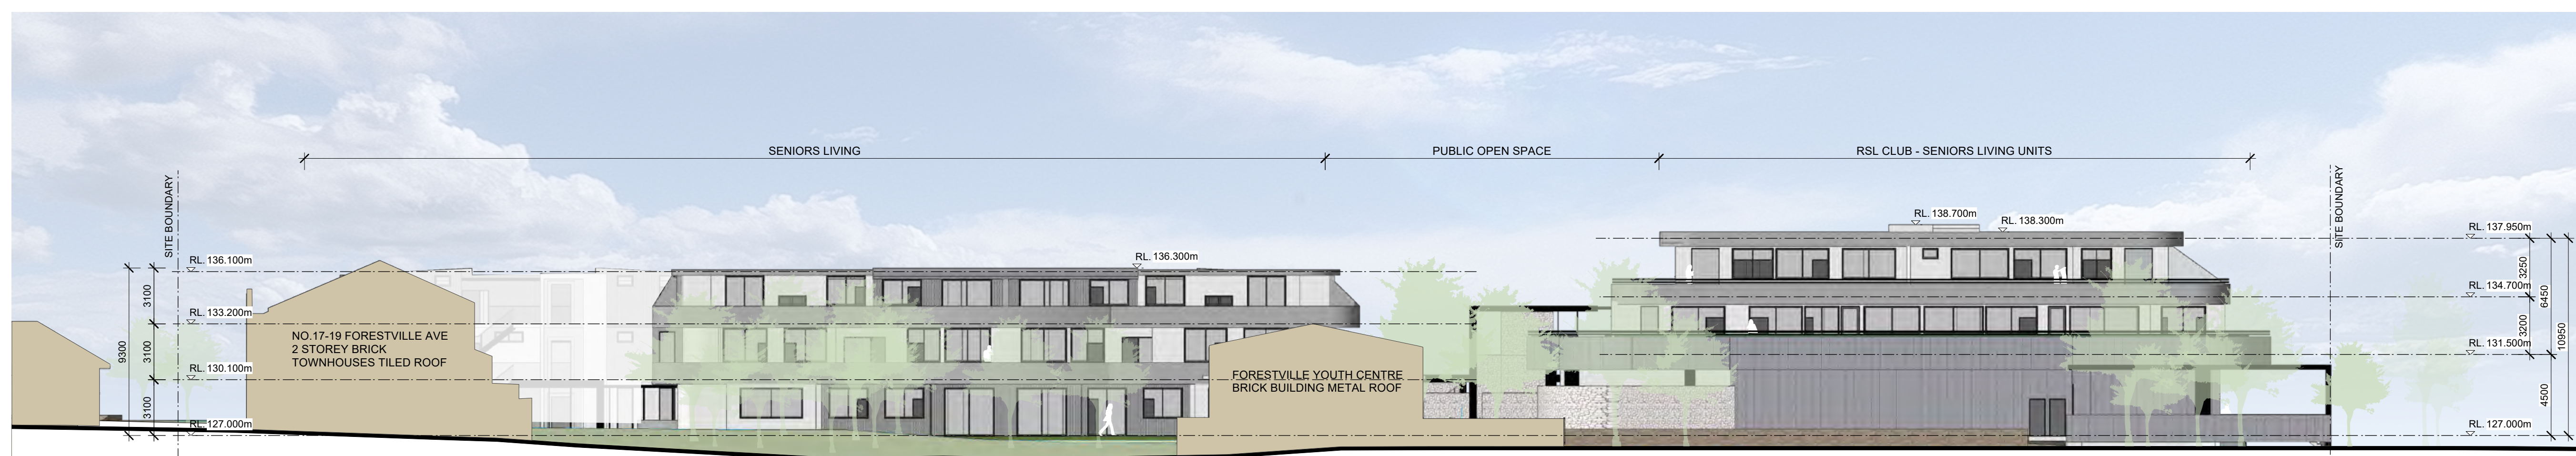 SENIORS LIVING
PUBLIC OPEN SPACE
RSL CLUB - SENIORS LIVING UNITS
SITE BOUNDARY
SITE BOUNDARY
RL. 138.700m
RL. 138.300m
RL. 137.950m
RL. 136.100m
RL. 136.300m
3250
6450
10950
3100
RL. 134.700m
RL. 133.200m
3200
NO.17-19 FORESTVILLE AVE
2 STOREY BRICK
TOWNHOUSES TILED ROOF
9300
3100
RL. 131.500m
RL. 130.100m
FORESTVILLE YOUTH CENTRE
BRICK BUILDING METAL ROOF
3100
4500
RL. 127.000m
RL. 127.000m